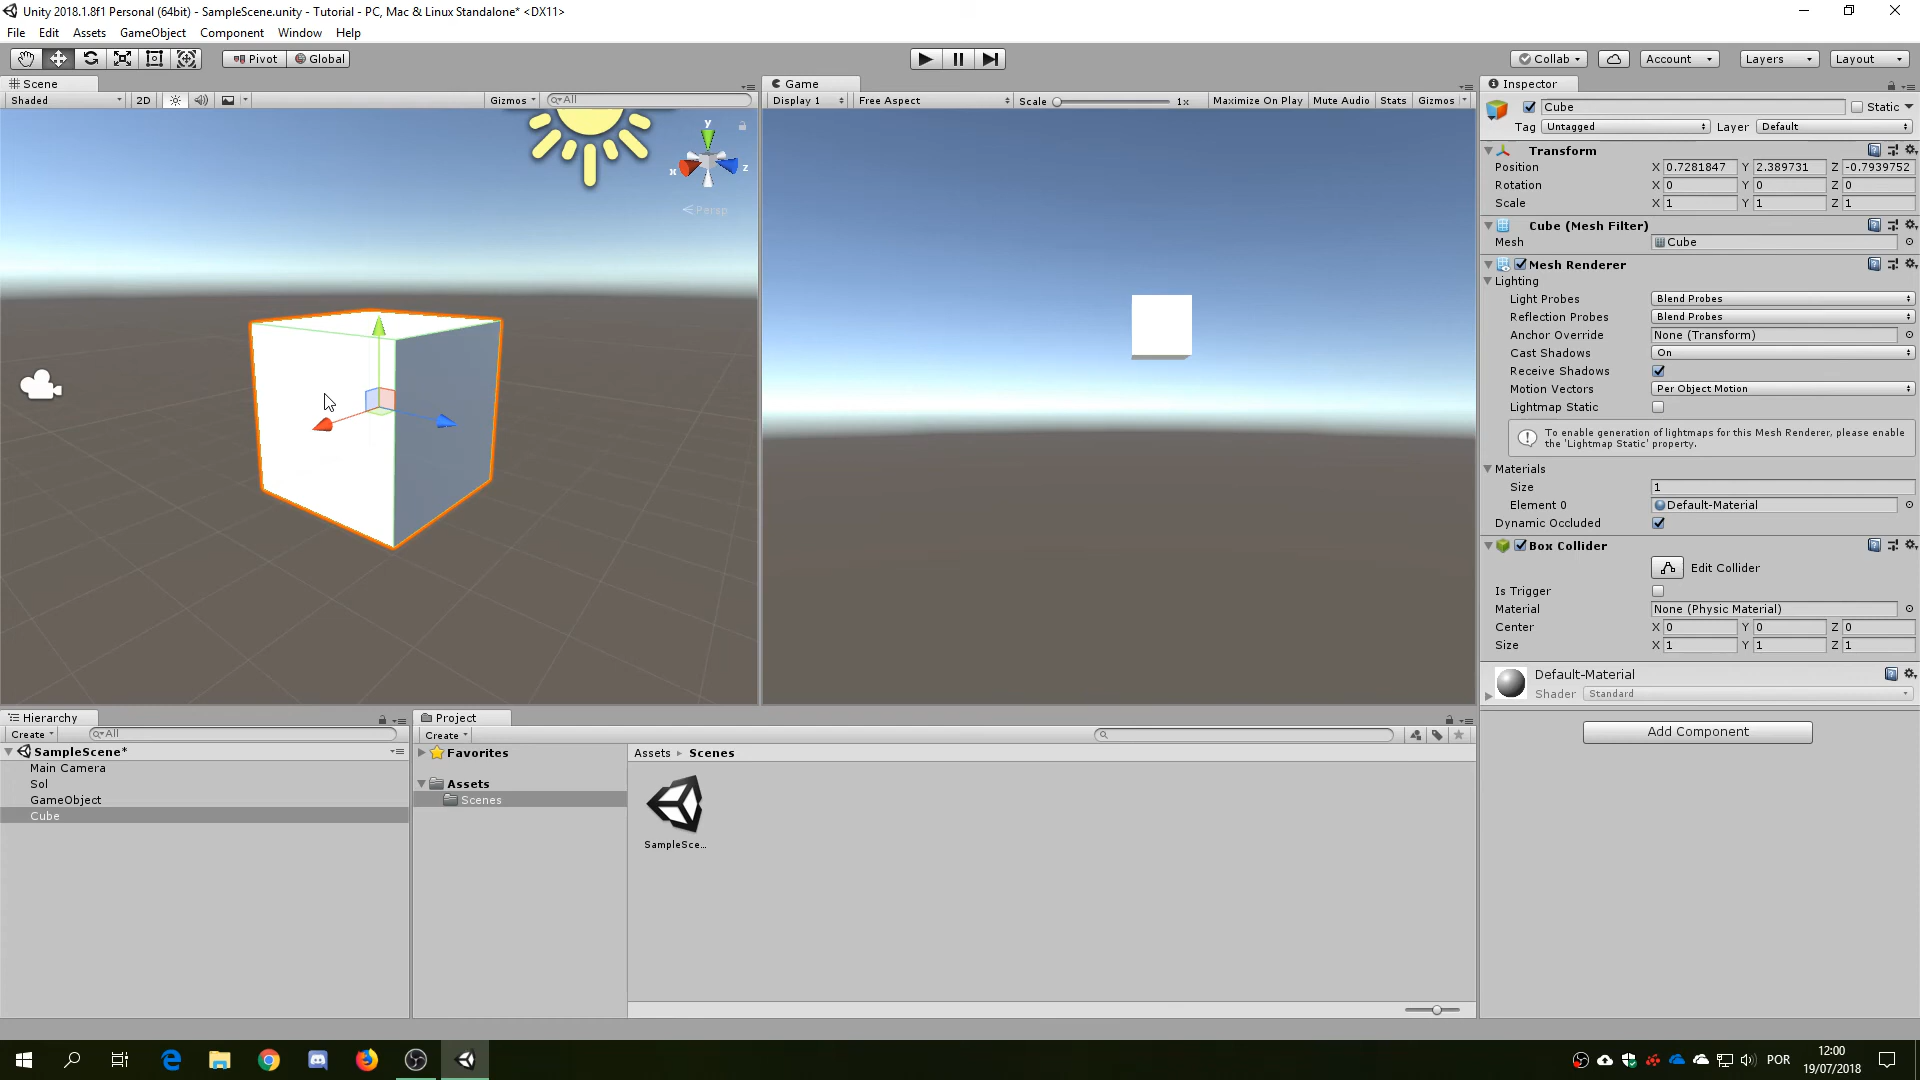 Unity 2018.1.8f1 Personal (64bit) - SampleScene.unity - Tutorial - PC, Mac & Linux Standalone* <DX11>
File Edit Assets GameObject Component Window Help
Pivot Global Collab Account Layers Layout
Scene
Shaded 2D Gizmos All
y
x
z
Persp
Game
Display 1 Free Aspect Scale 1x Maximize On Play Mute Audio Stats Gizmos
Inspector
Cube Static
Tag Untagged Layer Default
Transform
Position X 0.7281847 Y 2.389731 Z -0.7939752
Rotation X 0 Y 0 Z 0
Scale X 1 Y 1 Z 1
Cube (Mesh Filter)
Mesh Cube
Mesh Renderer
Lighting
Light Probes Blend Probes
Reflection Probes Blend Probes
Anchor Override None (Transform)
Cast Shadows On
Receive Shadows
Motion Vectors Per Object Motion
Lightmap Static
To enable generation of lightmaps for this Mesh Renderer, please enable
the 'Lightmap Static' property.
Materials
Size 1
Element 0 Default-Material
Dynamic Occluded
Box Collider
Edit Collider
Is Trigger
Material None (Physic Material)
Center X 0 Y 0 Z 0
Size X 1 Y 1 Z 1
Default-Material
Shader Standard
Add Component
Hierarchy
Create All
SampleScene*
Main Camera
Sol
GameObject
Cube
Project
Create
Favorites
Assets
Scenes
Assets Scenes
SampleSce...
POR
12:00
19/07/2018